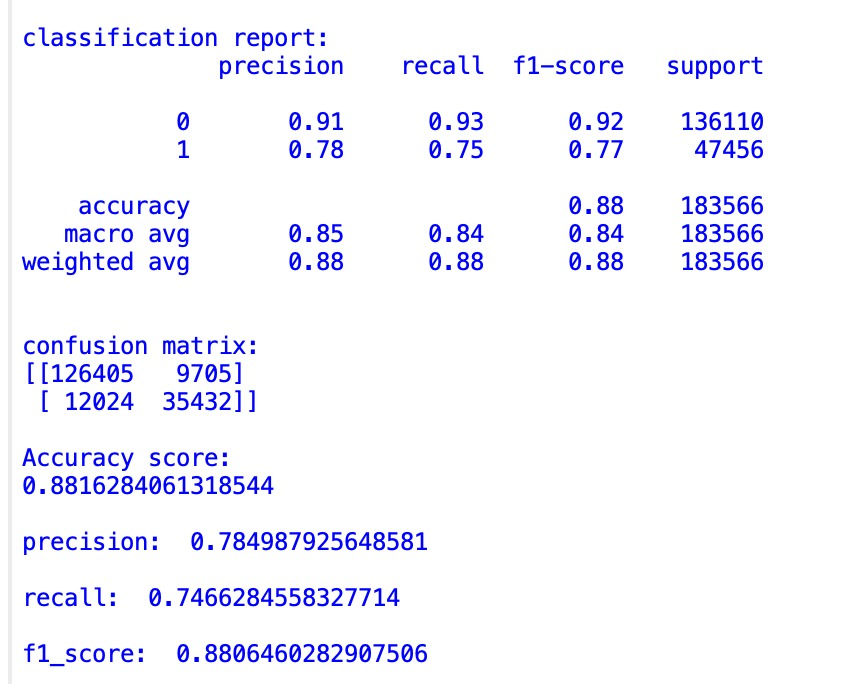 classification report:
precision recall f1-score support
0 0.91 0.93 0.92 136110
1 0.78 0.75 0.77 47456
accuracy 0.88 183566
macro avg 0.85 0.84 0.84 183566
weighted avg 0.88 0.88 0.88 183566
confusion matrix:
[[126405 9705]
[ 12024 35432]]
Accuracy score:
0.8816284061318544
precision: 0.784987925648581
recall: 0.7466284558327714
f1_score: 0.8806460282907506